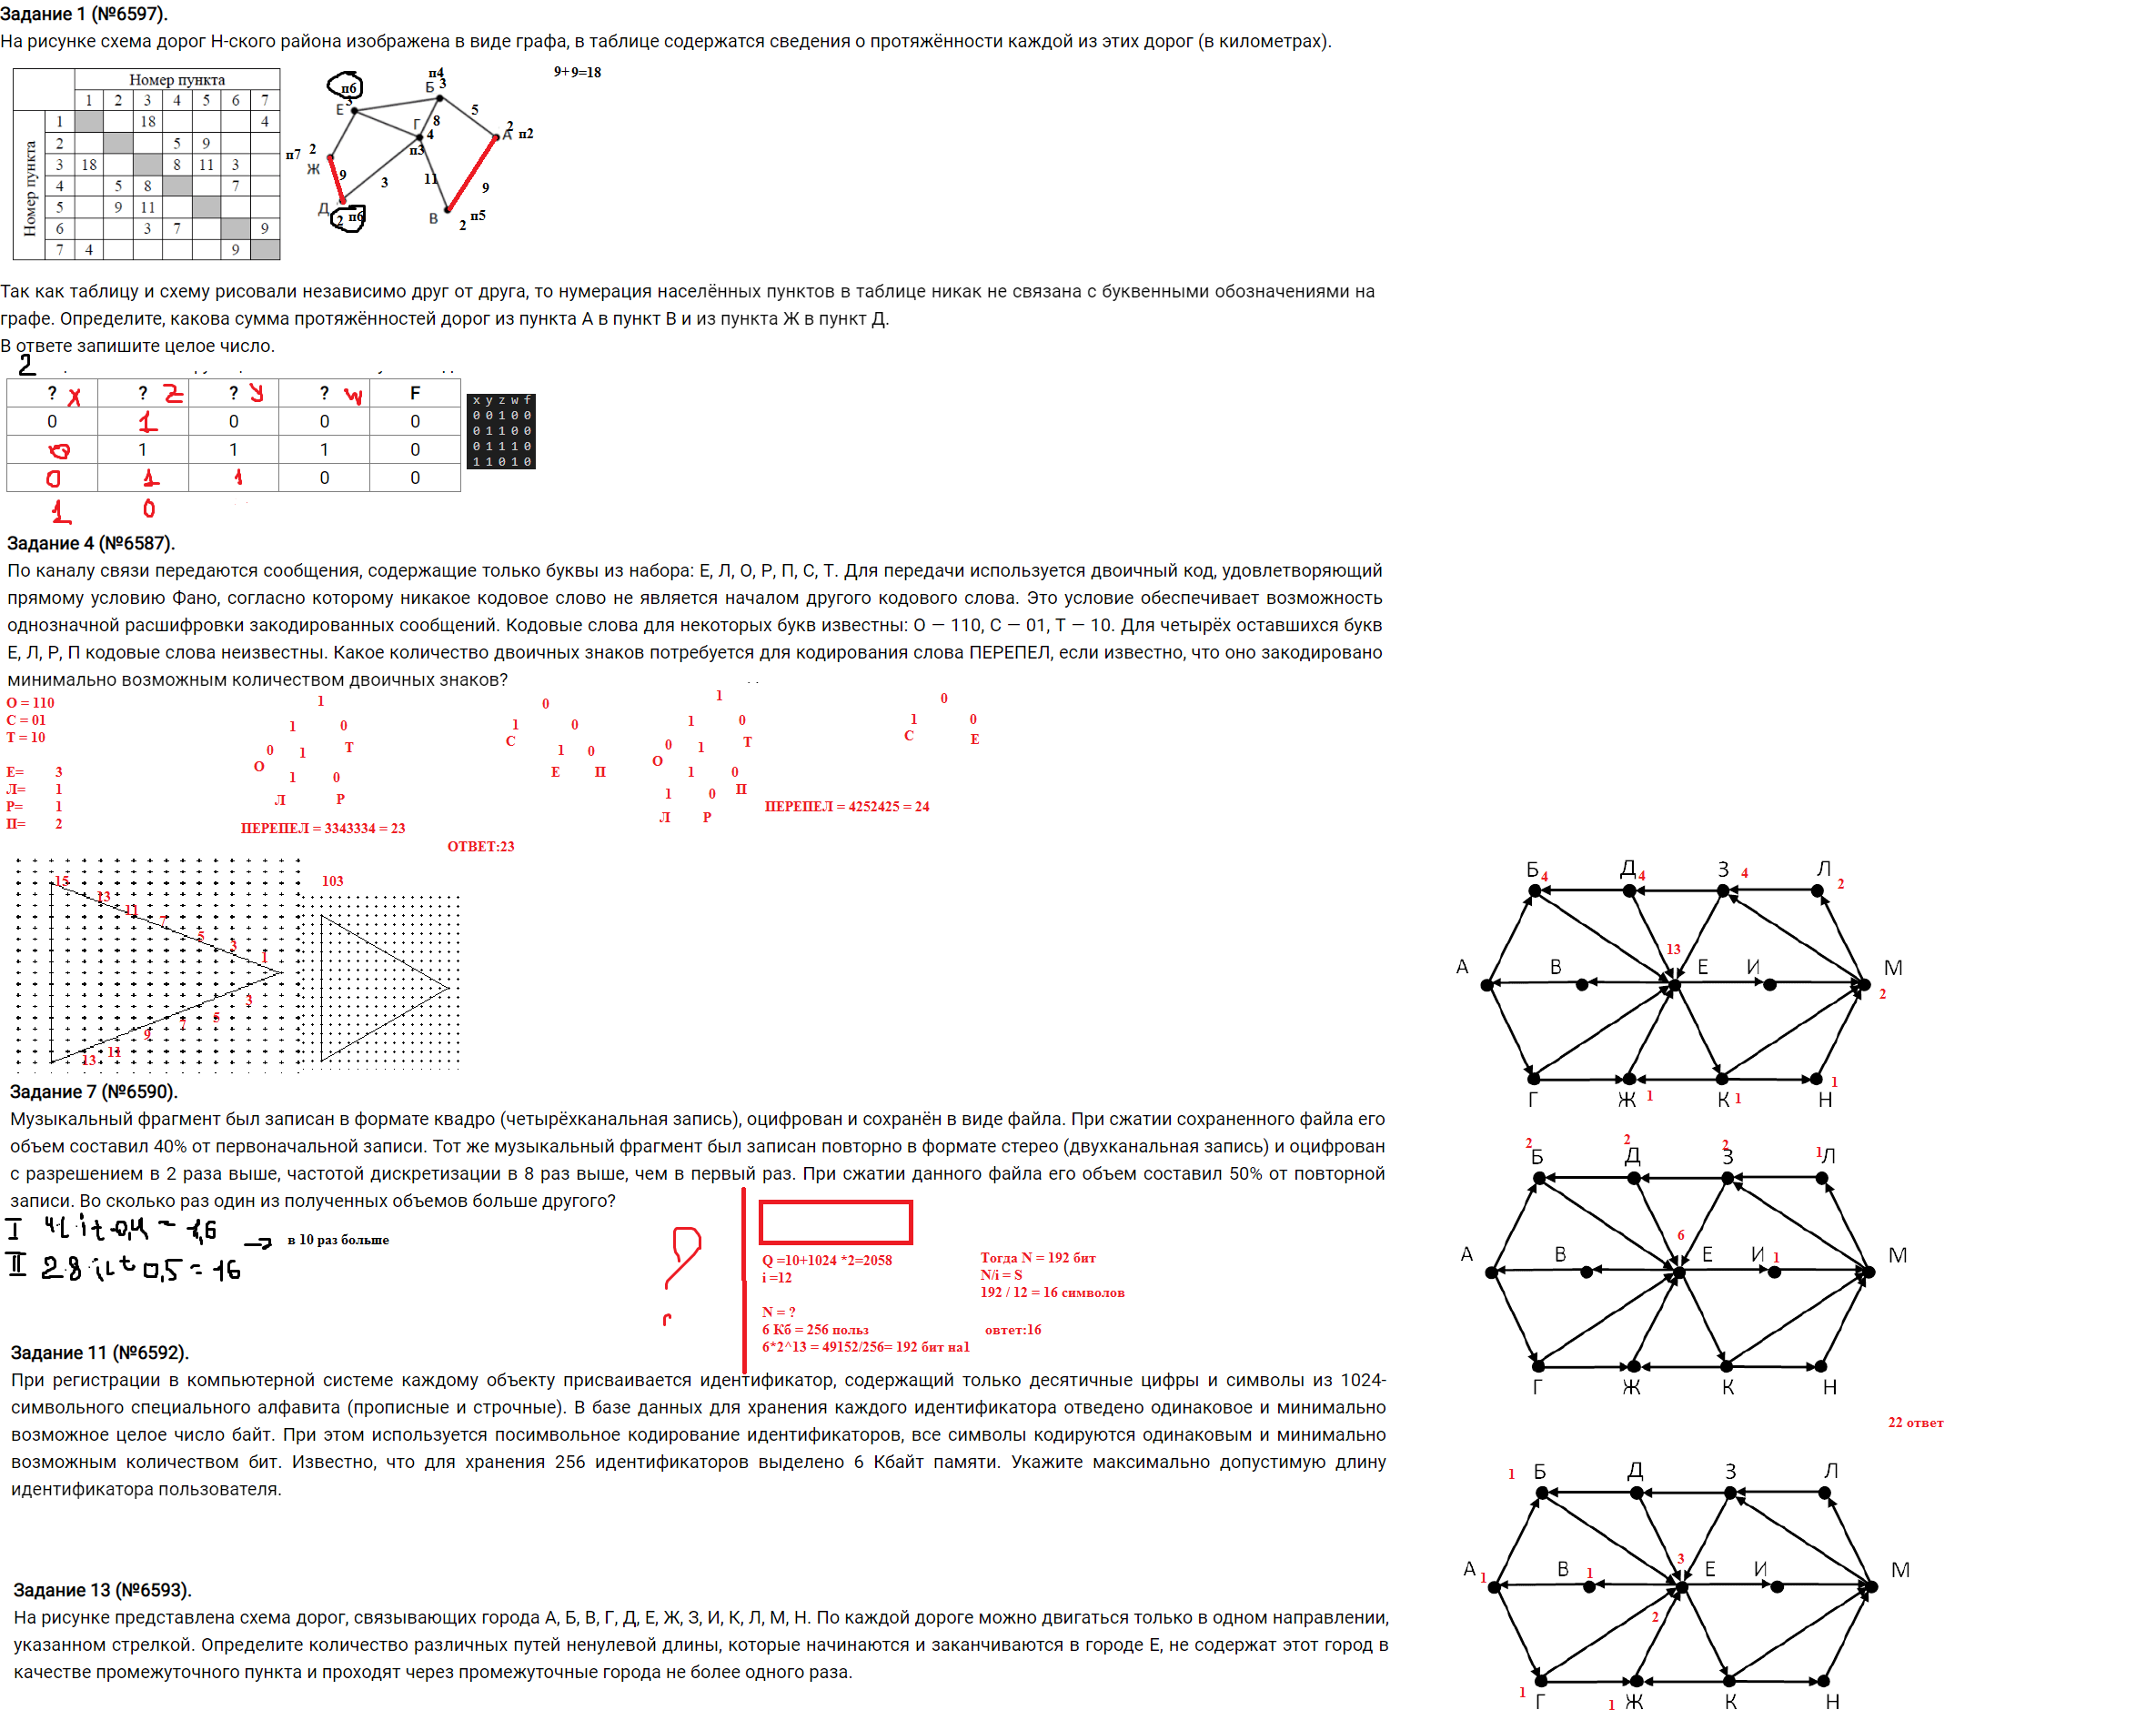 Задание 1 (№6597).
На рисунке схема дорог Н-ского района изображена в виде графа, в таблице содержатся сведения о протяжённости каждой из этих дорог (в километрах).
Номер пункта
1 2 3 4 5 6 7
Номер пункта
1 18 4
2 5 9
3 18 8 11 3
4 5 8 7
5 9 11
6 3 7 9
7 4 9
п6
3
Е
п4
Б 3
5
8
Г
4
п3
2
А п2
п7 2
Ж
9
3
11
9
Д
2 п6
В
2 п5
9+9=18
Так как таблицу и схему рисовали независимо друг от друга, то нумерация населённых пунктов в таблице никак не связана с буквенными обозначениями на
графе. Определите, какова сумма протяжённостей дорог из пункта А в пункт В и из пункта Ж в пункт Д.
В ответе запишите целое число.
2
? x ? z ? y ? w F
0 1 0 0 0
0 1 1 1 0
0 1 1 0 0
1 0
x y z w f
0 0 1 0 0
0 1 1 0 0
0 1 1 1 0
1 1 0 1 0
Задание 4 (№6587).
По каналу связи передаются сообщения, содержащие только буквы из набора: Е, Л, О, Р, П, С, Т. Для передачи используется двоичный код, удовлетворяющий
прямому условию Фано, согласно которому никакое кодовое слово не является началом другого кодового слова. Это условие обеспечивает возможность
однозначной расшифровки закодированных сообщений. Кодовые слова для некоторых букв известны: О — 110, С — 01, Т — 10. Для четырёх оставшихся букв
Е, Л, Р, П кодовые слова неизвестны. Какое количество двоичных знаков потребуется для кодирования слова ПЕРЕПЕЛ, если известно, что оно закодировано
минимально возможным количеством двоичных знаков?
О = 110
С = 01
Т = 10
Е= 3
Л= 1
Р= 1
П= 2
1
1 0
0 1 Т
О
1 0
Л Р
ПЕРЕПЕЛ = 3343334 = 23
0
1 0
С
1 0
Е П
ОТВЕТ:23
1
1 0
0 1 Т
О
1 0
П
1 0
Л Р
0
1 0
С Е
ПЕРЕПЕЛ = 4252425 = 24
15
13
11
7
5
3
1
3
5
7
9
11
13
103
Задание 7 (№6590).
Музыкальный фрагмент был записан в формате квадро (четырёхканальная запись), оцифрован и сохранён в виде файла. При сжатии сохраненного файла его
объем составил 40% от первоначальной записи. Тот же музыкальный фрагмент был записан повторно в формате стерео (двухканальная запись) и оцифрован
с разрешением в 2 раза выше, частотой дискретизации в 8 раз выше, чем в первый раз. При сжатии данного файла его объем составил 50% от повторной
записи. Во сколько раз один из полученных объемов больше другого?
в 10 раз больше
Q =10+1024 *2=2058
i =12
N = ?
6 Кб = 256 польз
6*2^13 = 49152/256= 192 бит на1
Тогда N = 192 бит
N/i = S
192 / 12 = 16 символов
овтет:16
Задание 11 (№6592).
При регистрации в компьютерной системе каждому объекту присваивается идентификатор, содержащий только десятичные цифры и символы из 1024-
символьного специального алфавита (прописные и строчные). В базе данных для хранения каждого идентификатора отведено одинаковое и минимально
возможное целое число байт. При этом используется посимвольное кодирование идентификаторов, все символы кодируются одинаковым и минимально
возможным количеством бит. Известно, что для хранения 256 идентификаторов выделено 6 Кбайт памяти. Укажите максимально допустимую длину
идентификатора пользователя.
Задание 13 (№6593).
На рисунке представлена схема дорог, связывающих города А, Б, В, Г, Д, Е, Ж, З, И, К, Л, М, Н. По каждой дороге можно двигаться только в одном направлении,
указанном стрелкой. Определите количество различных путей ненулевой длины, которые начинаются и заканчиваются в городе Е, не содержат этот город в
качестве промежуточного пункта и проходят через промежуточные города не более одного раза.
Б 4 Д 4 З 4 Л 2
13
А В Е И М 2
Г Ж 1 К 1 Н 1
2 Б 2 Д 2 З 1 Л
6
А В Е И 1 М
Г Ж К Н
22 ответ
1 Б Д З Л
3
А 1 В 1 Е И М
2
1 Г 1 Ж К Н